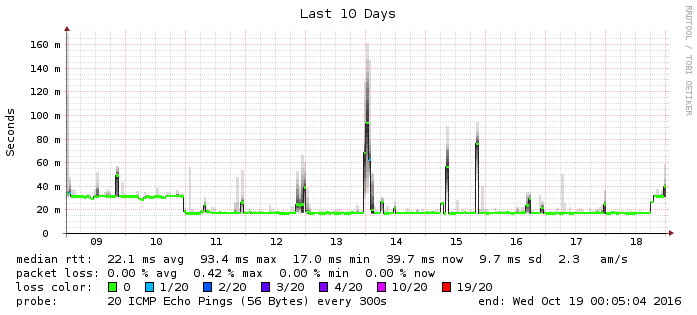 Last 10 Days
RRDTOOL / TOBI OETIKER
Seconds
160 m
140 m
120 m
100 m
80 m
60 m
40 m
20 m
0
09 10 11 12 13 14 15 16 17 18
median rtt: 22.1 ms avg 93.4 ms max 17.0 ms min 39.7 ms now 9.7 ms sd 2.3 am/s
packet loss: 0.00 % avg 0.42 % max 0.00 % min 0.00 % now
loss color: 0 1/20 2/20 3/20 4/20 10/20 19/20
probe: 20 ICMP Echo Pings (56 Bytes) every 300s end: Wed Oct 19 00:05:04 2016